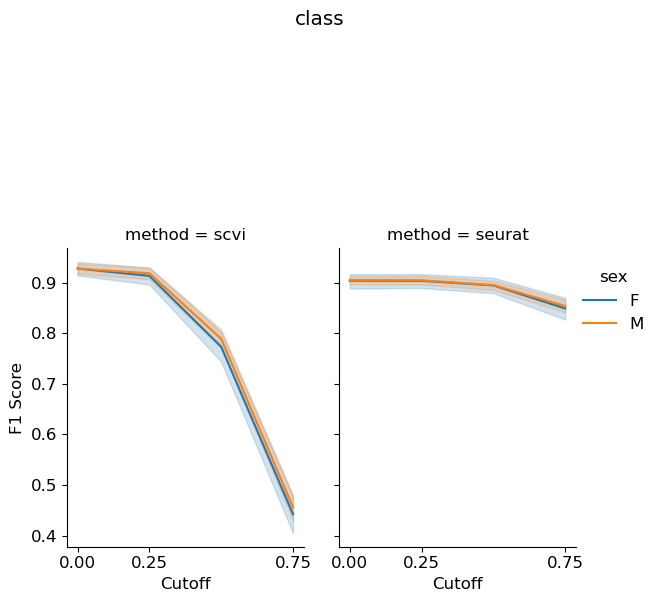 class
method = scvi
method = seurat
F1 Score
0.9
0.8
0.7
0.6
0.5
0.4
0.00
0.25
0.75
Cutoff
0.00
0.25
0.75
Cutoff
sex
F
M